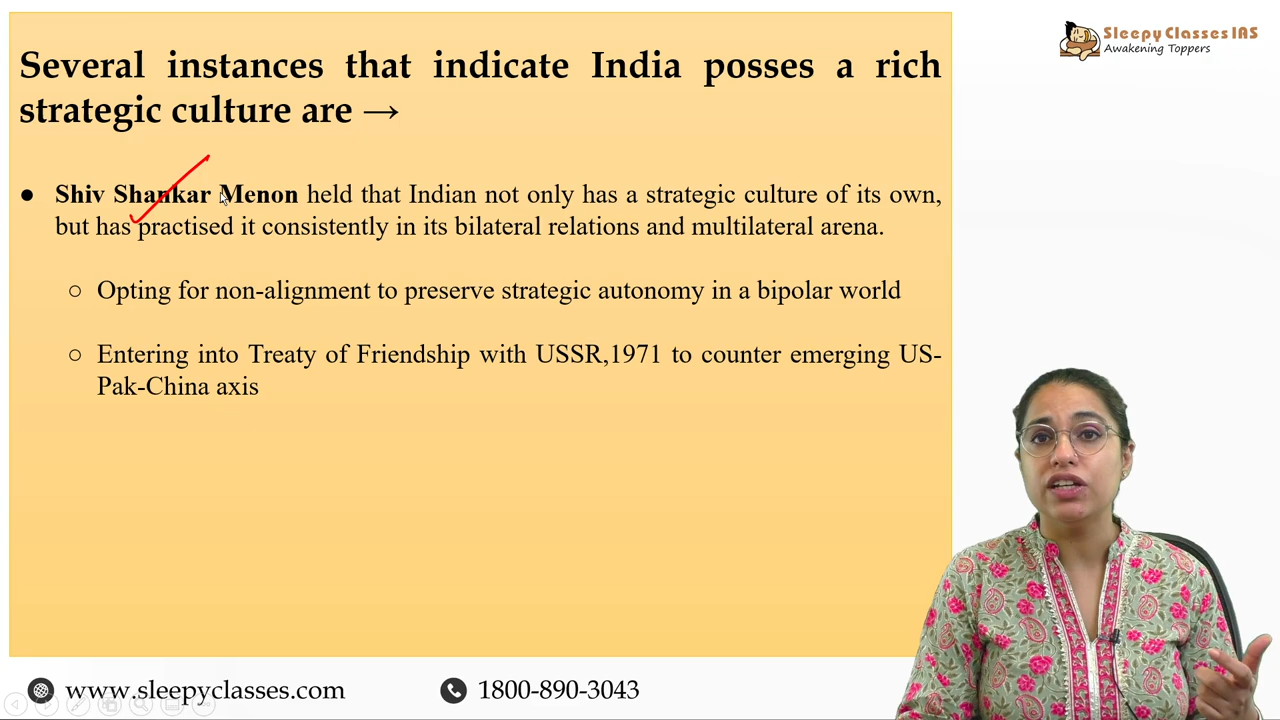 Sleepy Classes IAS
Awakening Toppers
Several instances that indicate India posses a rich
strategic culture are →
● Shiv Shankar Menon held that Indian not only has a strategic culture of its own,
but has practised it consistently in its bilateral relations and multilateral arena.
○ Opting for non-alignment to preserve strategic autonomy in a bipolar world
○ Entering into Treaty of Friendship with USSR,1971 to counter emerging US-
Pak-China axis
www.sleepyclasses.com
1800-890-3043